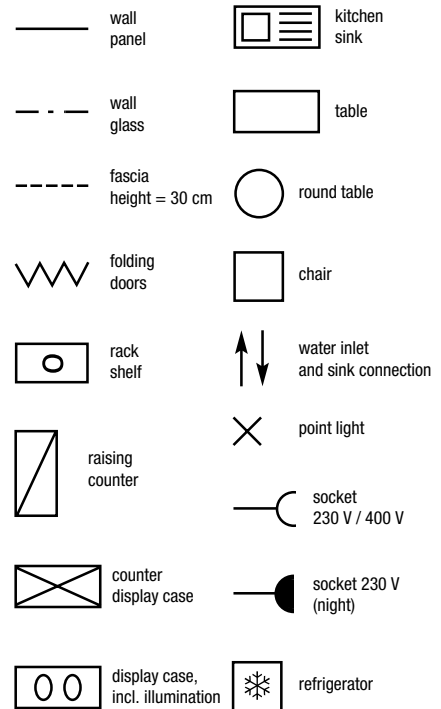 wall
panel
wall
glass
fascia
height = 30 cm
folding
doors
rack
shelf
raising
counter
counter
display case
display case,
incl. illumination
kitchen
sink
table
round table
chair
water inlet
and sink connection
point light
socket
230 V / 400 V
socket 230 V
(night)
refrigerator